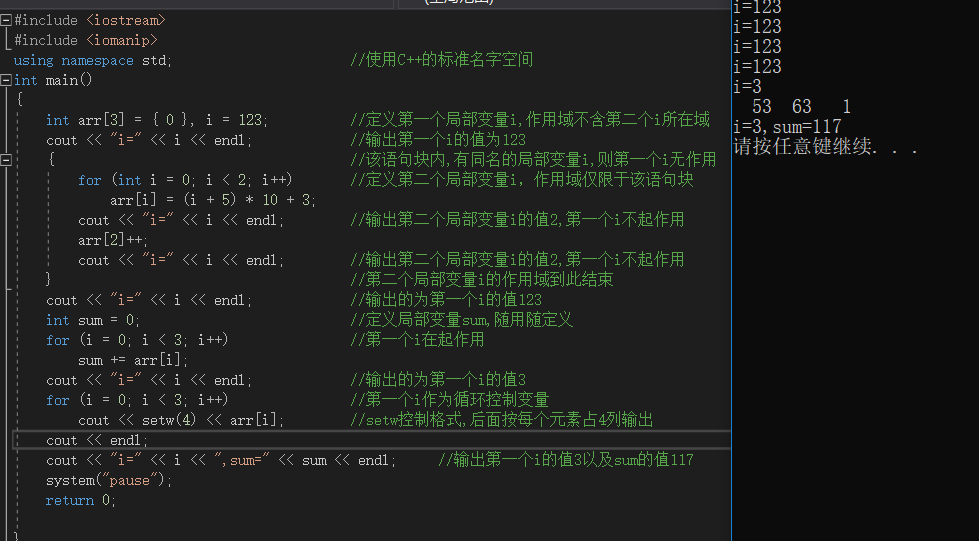 #include <iostream>
#include <iomanip>
using namespace std; //使用C++的标准名字空间
int main()
{
int arr[3] = { 0 }, i = 123; //定义第一个局部变量i,作用域不含第二个i所在域
cout << "i=" << i << endl; //输出第一个i的值为123
{ //该语句块内,有同名的局部变量i,则第一个i无作用
for (int i = 0; i < 2; i++) //定义第二个局部变量i，作用域仅限于该语句块
arr[i] = (i + 5) * 10 + 3;
cout << "i=" << i << endl; //输出第二个局部变量i的值2,第一个i不起作用
arr[2]++;
cout << "i=" << i << endl; //输出第二个局部变量i的值2,第一个i不起作用
} //第二个局部变量i的作用域到此结束
cout << "i=" << i << endl; //输出的为第一个i的值123
int sum = 0; //定义局部变量sum,随用随定义
for (i = 0; i < 3; i++) //第一个i在起作用
sum += arr[i];
cout << "i=" << i << endl; //输出的为第一个i的值3
for (i = 0; i < 3; i++) //第一个i作为循环控制变量
cout << setw(4) << arr[i]; //setw控制格式,后面按每个元素占4列输出
cout << endl;
cout << "i=" << i << ",sum=" << sum << endl; //输出第一个i的值3以及sum的值117
system("pause");
return 0;
}
i=123
i=123
i=123
i=123
i=3
53 63 1
i=3,sum=117
请按任意键继续. . .